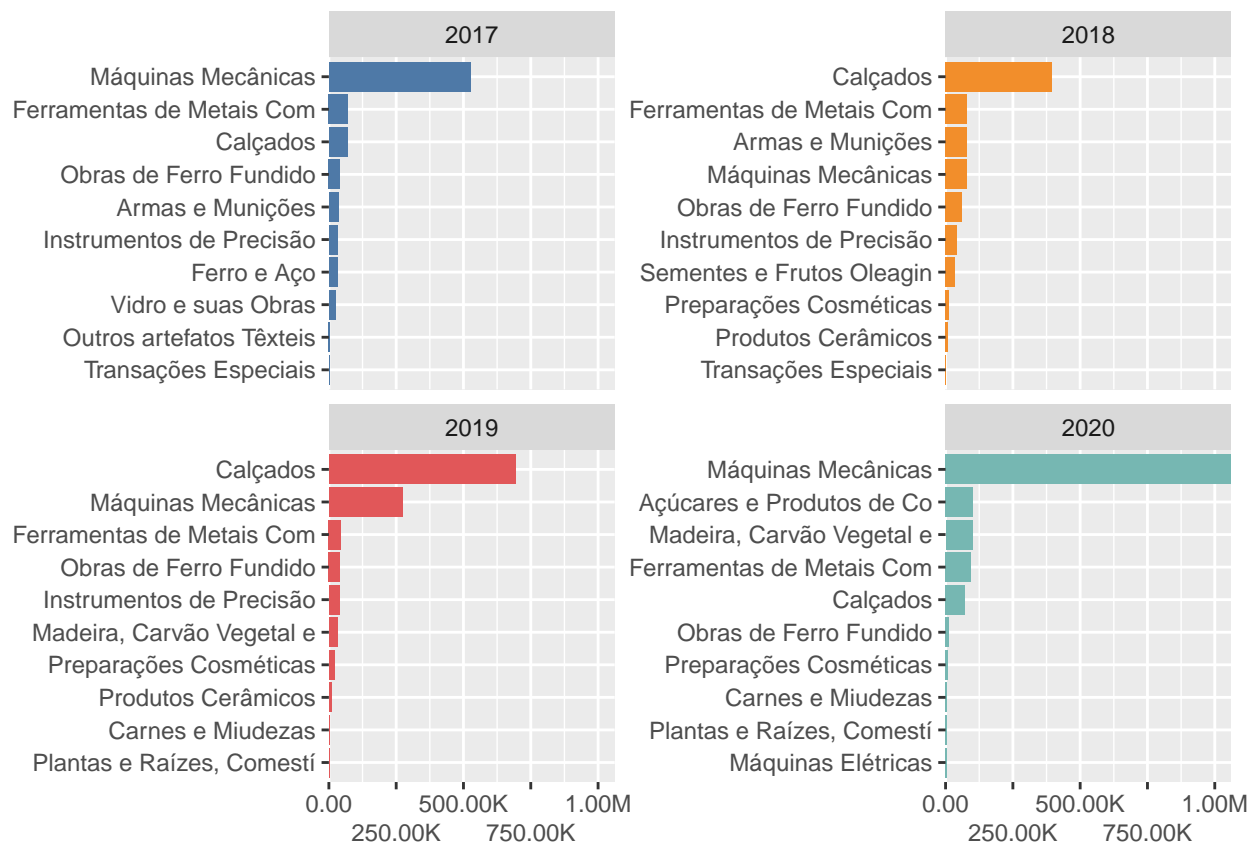 2017
Máquinas Mecânicas
Ferramentas de Metais Com
Calçados
Obras de Ferro Fundido
Armas e Munições
Instrumentos de Precisão
Ferro e Aço
Vidro e suas Obras
Outros artefatos Têxteis
Transações Especiais
2018
Calçados
Ferramentas de Metais Com
Armas e Munições
Máquinas Mecânicas
Obras de Ferro Fundido
Instrumentos de Precisão
Sementes e Frutos Oleagin
Preparações Cosméticas
Produtos Cerâmicos
Transações Especiais
2019
Calçados
Máquinas Mecânicas
Ferramentas de Metais Com
Obras de Ferro Fundido
Instrumentos de Precisão
Madeira, Carvão Vegetal e
Preparações Cosméticas
Produtos Cerâmicos
Carnes e Miudezas
Plantas e Raízes, Comestí
0.00 500.00K 1.00M
250.00K 750.00K
2020
Máquinas Mecânicas
Açúcares e Produtos de Co
Madeira, Carvão Vegetal e
Ferramentas de Metais Com
Calçados
Obras de Ferro Fundido
Preparações Cosméticas
Carnes e Miudezas
Plantas e Raízes, Comestí
Máquinas Elétricas
0.00 500.00K 1.00M
250.00K 750.00K